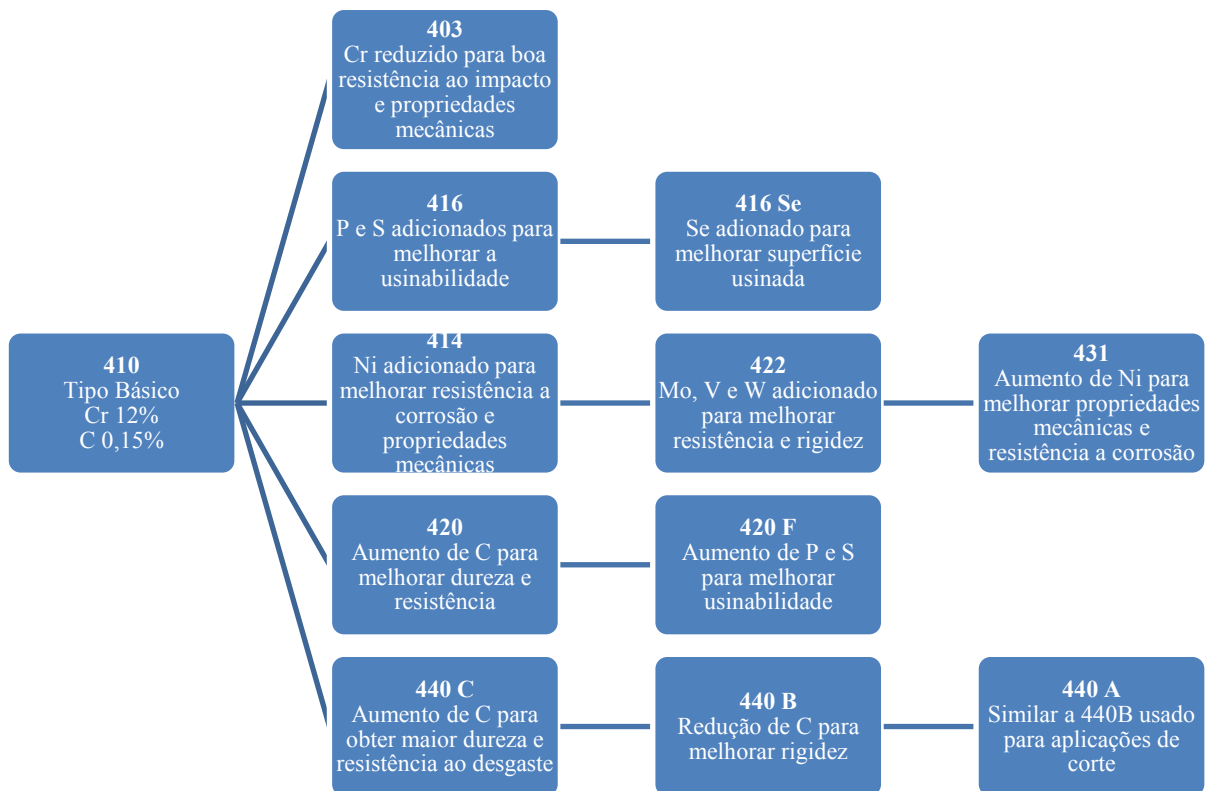 403
Cr reduzido para boa
resistência ao impacto
e propriedades
mecânicas
416
P e S adicionados para
melhorar a
usinabilidade
416 Se
Se adionado para
melhorar superfície
usinada
410
Tipo Básico
Cr 12%
C 0,15%
414
Ni adicionado para
melhorar resistência a
corrosão e
propriedades
mecânicas
422
Mo, V e W adicionado
para melhorar
resistência e rigidez
431
Aumento de Ni para
melhorar propriedades
mecânicas e
resistência a corrosão
420
Aumento de C para
melhorar dureza e
resistência
420 F
Aumento de P e S
para melhorar
usinabilidade
440 C
Aumento de C para
obter maior dureza e
resistência ao desgaste
440 B
Redução de C para
melhorar rigidez
440 A
Similar a 440B usado
para aplicações de
corte